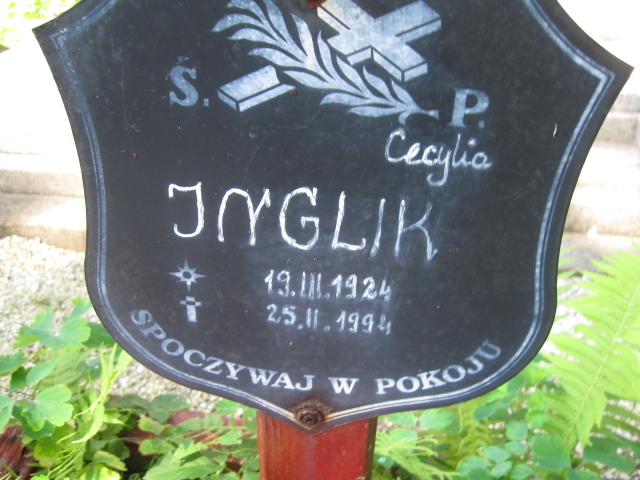 Ś. P.
Cecylia
INGLIK
19.III.1924
25.II.1994
SPOCZYWAJ W POKOJU